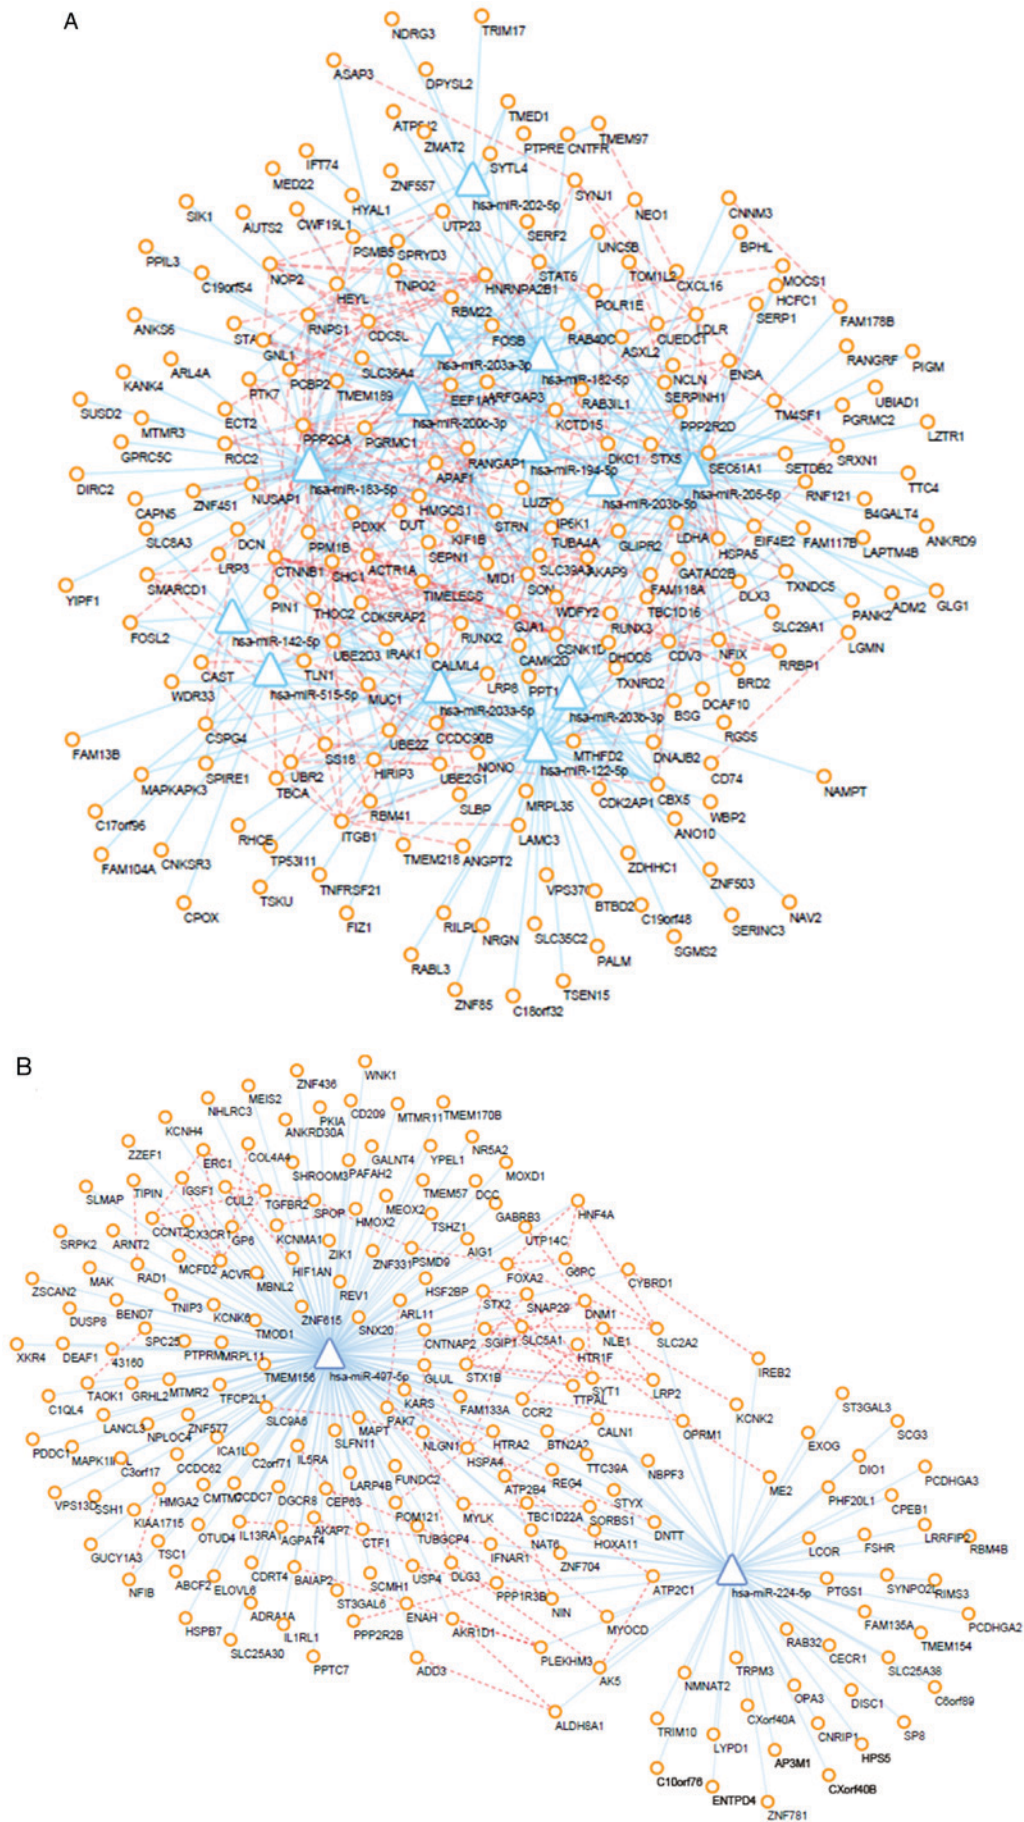 A
NDRG3
TRIM17
ASAP3
DPYSL2
TMED1
ZMAT2
PTPRE
CNTFR
TMEM97
IFT74
SYTL4
MED22
ZNF557
hsa-miR-202-5p
SYNJ1
SIK1
AUTS2
CWF19L1
HYAL1
UTP23
SERF2
NEO1
CNNM3
PPIL3
PSMB5
SPRYD3
UNC5B
BPHL
C19orf54
NOP2
TNPO2
HNRNPA2B1
STAT6
TOM1L2
CXCL16
MOCS1
HEYL
RBM22
POLR1E
HCFC1
SERP1
ANKS6
RNPS1
CDC5L
FOSB
RAB40C
ASXL2
CUEDC1
LDLR
FAM178B
GNL1
hsa-miR-203a-3p
hsa-miR-182-5p
RANGRF
PIGM
KANK4
ARL4A
PTK7
PCBP2
SLC35A4
TMEM189
EEF1A1
ARFGAP3
RAB3IL1
NCLN
SERPINH1
ENSA
UBIAD1
SUSD2
MTMR3
ECT2
PPP2CA
PGRMC1
hsa-miR-200c-3p
KCTD15
PPP2R2D
TM4SF1
PGRMC2
LZTR1
GPRC5C
RCC2
RANGAP1
hsa-miR-194-5p
DKC1
STX5
SEC61A1
SETDB2
SRXN1
DIRC2
NUSAP1
hsa-miR-183-5p
APAF1
hsa-miR-203b-5p
hsa-miR-205-5p
RNF121
TTC4
CAPN5
ZNF451
HMGCS1
B4GALT4
SLC8A3
DCN
PDXK
DUT
STRN
IP6K1
LDHA
EIF4E2
FAM117B
LAPTM4B
ANKRD9
LRP3
PPM1B
KIF1B
TUBA4A
GLIPR2
HSPA5
YIPF1
SMARCD1
CTNNB1
SHC1
ACTR1A
SEPN1
MID1
SLC39A3
AKAP9
GATAD2B
TXNDC5
PIN1
TIMELESS
SON
FAM118A
DLX3
PANK2
ADM2
GLG1
FOSL2
THOC2
CDK5RAP2
GJA1
WDFY2
TBC1D16
SLC29A1
hsa-miR-142-5p
UBE2D3
IRAK1
RUNX2
CSNK1D
RUNX3
NFIX
LGMN
CAST
TLN1
CALML4
CAMK2D
DHDDS
CDV3
RRBP1
WDR33
hsa-miR-515-5p
MUC1
LRP6
PPT1
TXNRD2
BRD2
hsa-miR-203a-5p
hsa-miR-203b-3p
BSG
DCAF10
FAM13B
CSPG4
UBE2Z
CCDC90B
RGS5
SS18
MTHFD2
DNAJB2
MAPKAPK3
SPIRE1
UBR2
TBCA
HIRIP3
UBE2G1
NONO
hsa-miR-122-5p
CD74
NAMPT
C17orf96
RBM41
SLBP
MRPL35
CDK2AP1
CBX5
WBP2
FAM104A
CNKSR3
RHCE
TP53I11
ITGB1
TMEM218
ANGPT2
LAMC3
ANO10
ZDHHC1
TSKU
TNFRSF21
ZNF503
CPOX
FIZ1
BTBD2
C19orf48
NAV2
NRGN
SLC35C2
SERINC3
RABL3
PALM
SGMS2
ZNF85
C18orf32
TSEN15
B
WNK1
ZNF436
MEIS2
NHLRC3
PKIA
CD209
MTMR11
TMEM170B
KCNH4
ANKRD30A
NR5A2
ZZEF1
ERC1
COL4A4
SHROOM3
PAFAH2
GALNT4
YPEL1
MOXD1
SLMAP
TIPIN
IGSF1
CUL2
TGFBR2
SPOP
MEOX2
TMEM57
DCC
GABRB3
HNF4A
SRPK2
ARNT2
CCNT2
CX3CR1
GP6
KCNMA1
HMOX2
TSHZ1
UTP14C
ZSCAN2
MAK
RAD1
MCFD2
MBNL2
HIF1AN
ZIK1
ZNF331
PSMD9
AIG1
FOXA2
G6PC
CYBRD1
DUSP8
BEND7
TNIP3
KCNK6
REV1
HSF2BP
STX2
SNAP29
DNM1
XKR4
DEAF1
43160
SPC25
PTPRM
MRPL11
TMOD1
ZNF615
SNX20
ARL11
CNTNAP2
SGIP1
SLC5A1
NLE1
SLC2A2
TMEM156
hsa-miR-497-5p
GLUL
STX1B
HTR1F
IREB2
C1QL4
TAOK1
GRHL2
MTMR2
TFCP2L1
KARS
FAM133A
TTPAL
SYT1
LRP2
KCNK2
ST3GAL3
LANCL3
NPLOC4
ZNF577
SLC9A6
MAPT
PAK7
CCR2
CALN1
OPRM1
EXOG
SCG3
PDDC1
C3orf17
ICA1L
C2orf71
SLFN11
NLGN1
HTRA2
BTN2A2
DIO1
CCDC62
IL5RA
HSPA4
TTC39A
NBPF3
ME2
PCDHGA3
VPS13D
SSH1
HMGA2
CCDC7
DGCR8
LARP4B
FUNDC2
REG4
PHF20L1
CPEB1
KIAA1715
CEP63
ATP2B4
STYX
LRRFIP2
RBM4B
GUCY1A3
OTUD4
IL13RA1
AGPAT4
AKAP7
POM121
MYLK
TBC1D22A
SORBS1
DNTT
LCOR
FSHR
TSC1
CTF1
TUBGCP4
NAT6
HOXA11
NFIB
ABCF2
CDRT4
BAIAP2
IFNAR1
ZNF704
ATP2C1
hsa-miR-224-5p
PTGS1
RIMS3
ELOVL6
SCMH1
USP4
DLG3
PPP1R3B
HSPB7
ADRA1A
ST3GAL6
NIN
PCDHGA2
SLC25A30
IL1RL1
PPP2R2B
ENAH
AKR1D1
MYOCD
RAB32
FAM135A
TMEM154
PPTC7
ADD3
PLEKHM3
CECR1
SLC25A38
AK5
NMNAT2
TRPM3
C6orf89
ALDH8A1
OPA3
DISC1
TRIM10
CXorf40A
SP8
LYPD1
CNRIP1
HPS5
C10orf76
AP3M1
ENTPD4
CXorf40B
ZNF781